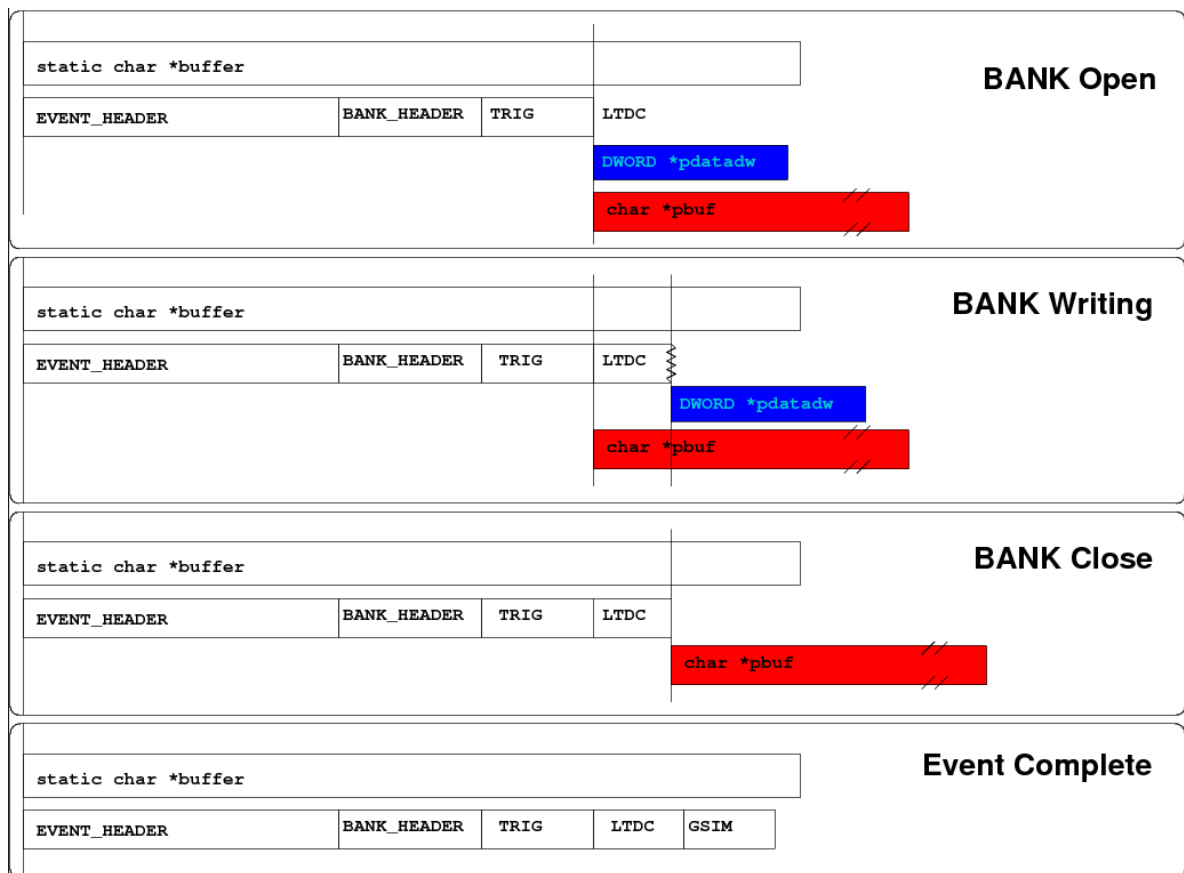 static char *buffer
BANK Open
EVENT_HEADER BANK_HEADER TRIG LTDC
DWORD *pdatadw
char *pbuf
static char *buffer
BANK Writing
EVENT_HEADER BANK_HEADER TRIG LTDC
DWORD *pdatadw
char *pbuf
static char *buffer
BANK Close
EVENT_HEADER BANK_HEADER TRIG LTDC
char *pbuf
static char *buffer
Event Complete
EVENT_HEADER BANK_HEADER TRIG LTDC GSIM